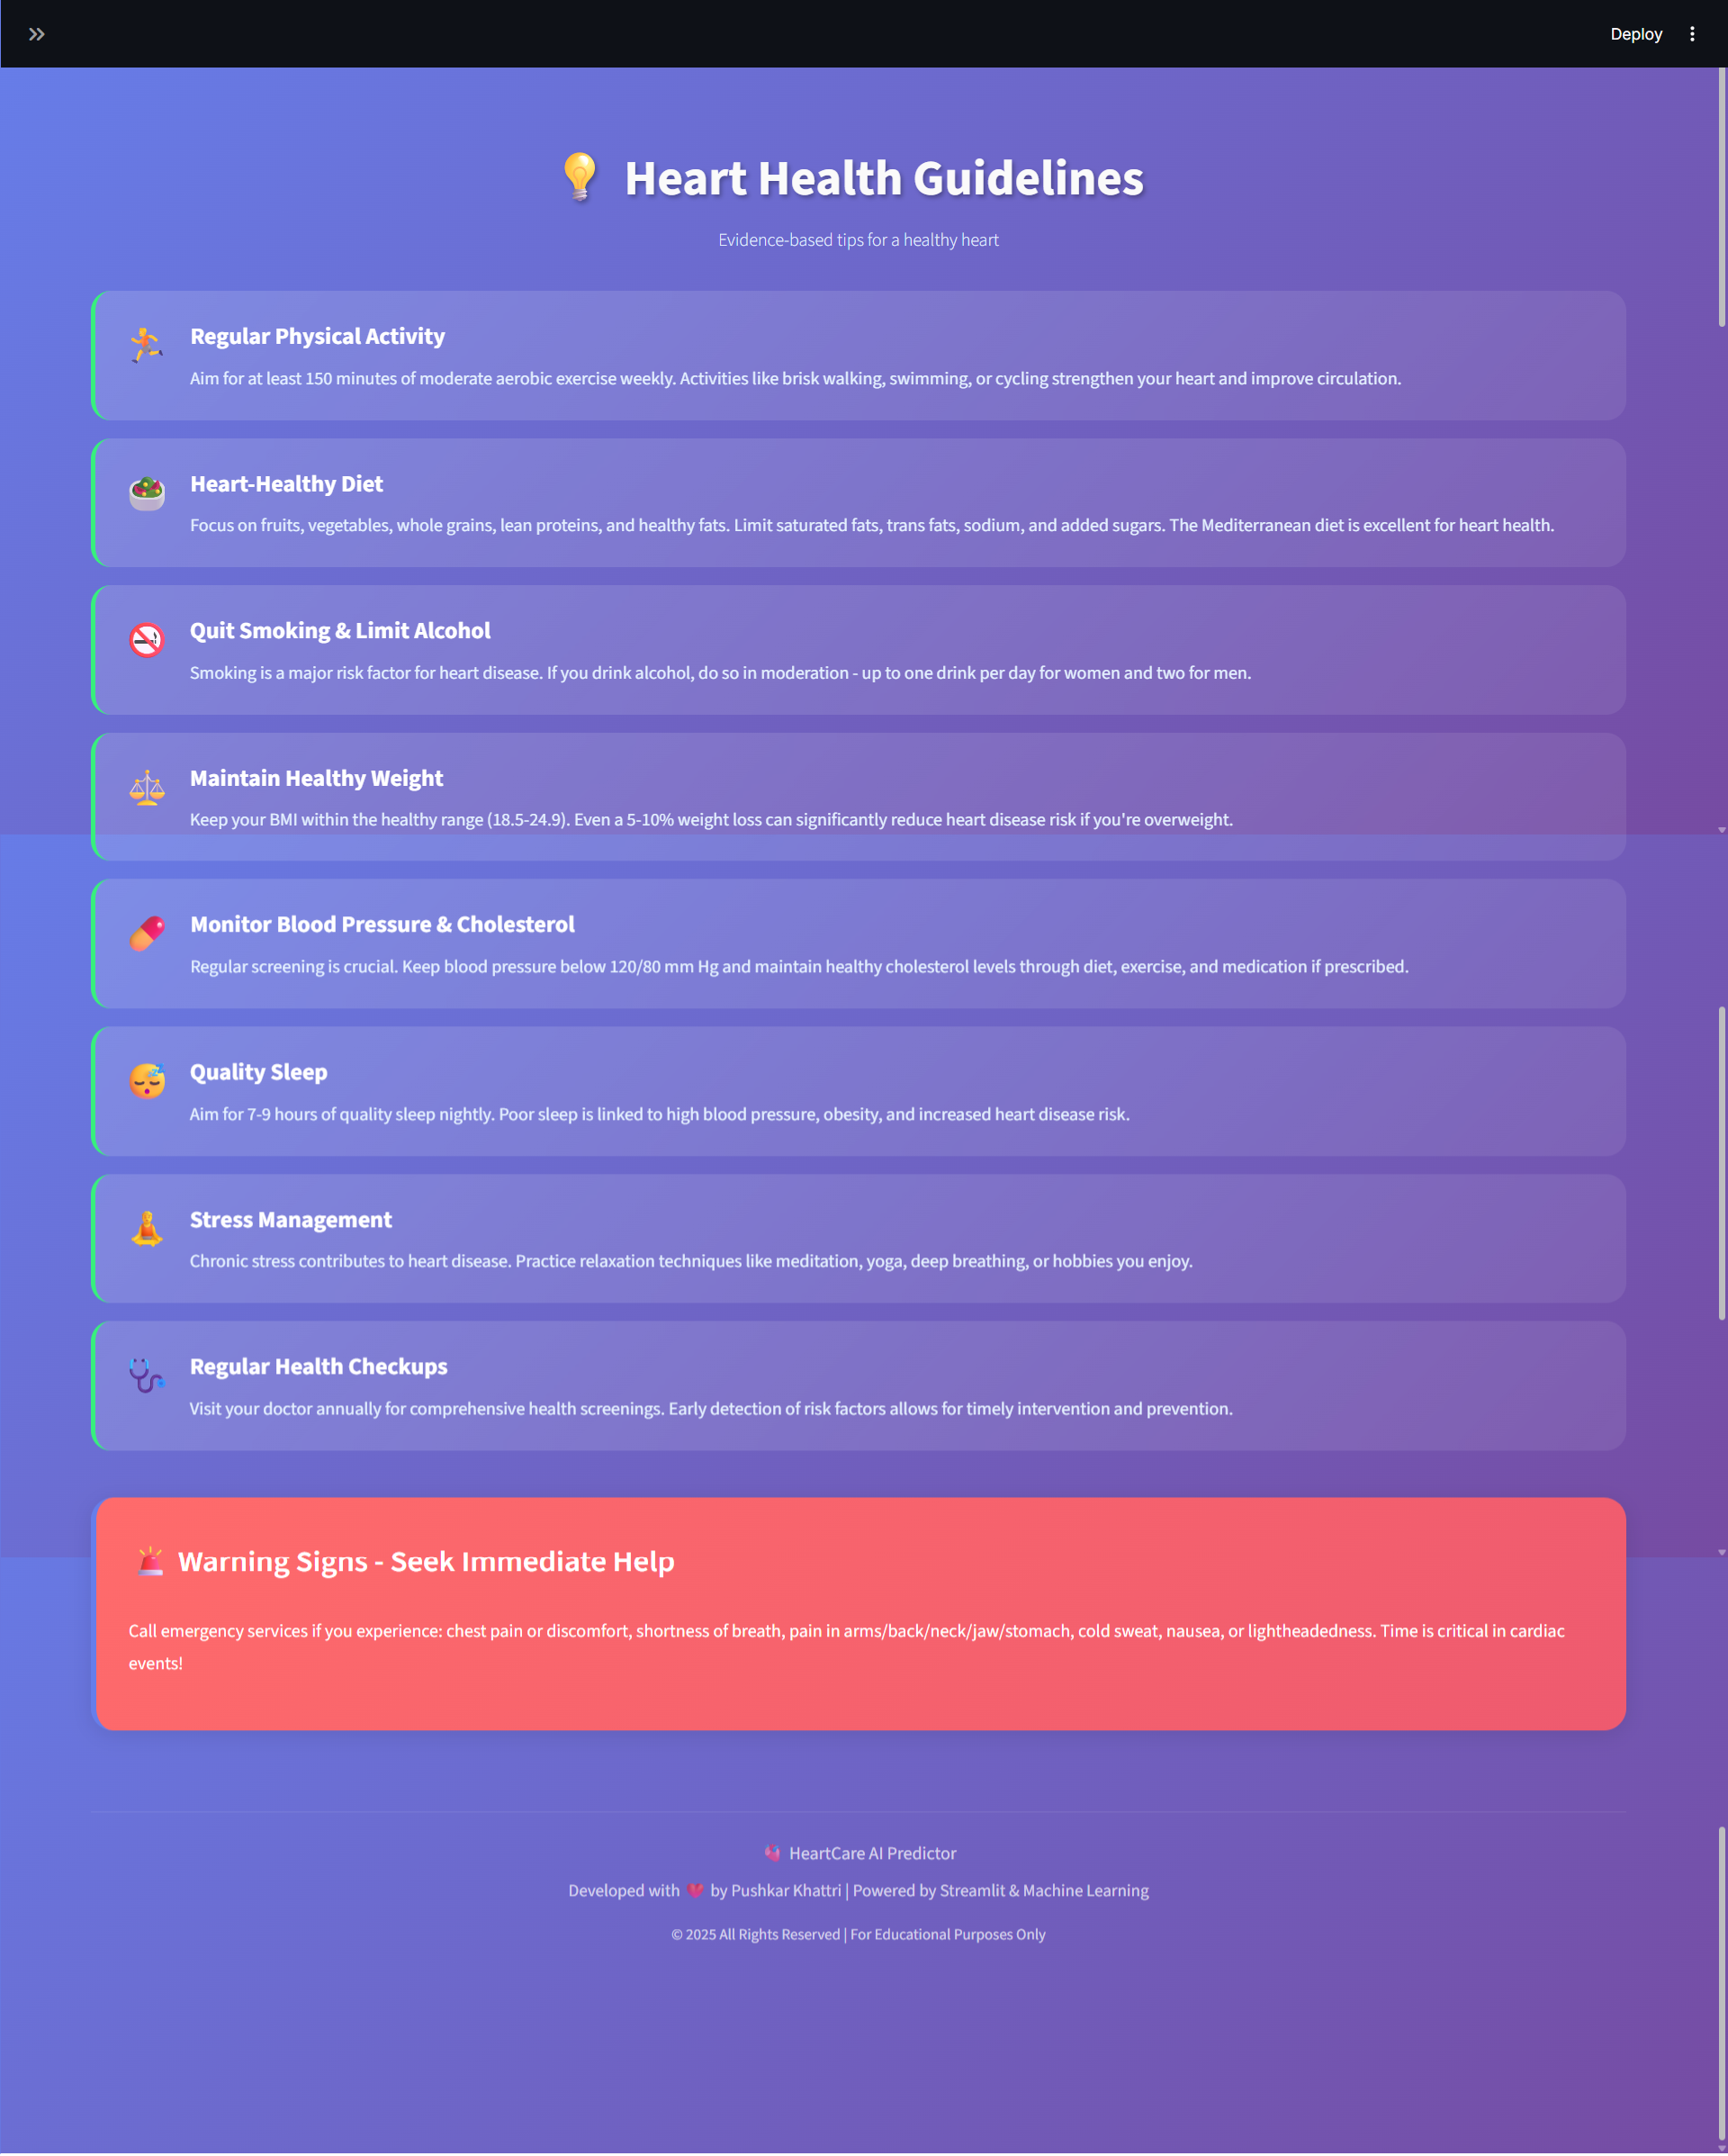 Deploy
Heart Health Guidelines
Evidence-based tips for a healthy heart
Regular Physical Activity
Aim for at least 150 minutes of moderate aerobic exercise weekly. Activities like brisk walking, swimming, or cycling strengthen your heart and improve circulation.
Heart-Healthy Diet
Focus on fruits, vegetables, whole grains, lean proteins, and healthy fats. Limit saturated fats, trans fats, sodium, and added sugars. The Mediterranean diet is excellent for heart health.
Quit Smoking & Limit Alcohol
Smoking is a major risk factor for heart disease. If you drink alcohol, do so in moderation - up to one drink per day for women and two for men.
Maintain Healthy Weight
Keep your BMI within the healthy range (18.5-24.9). Even a 5-10% weight loss can significantly reduce heart disease risk if you're overweight.
Monitor Blood Pressure & Cholesterol
Regular screening is crucial. Keep blood pressure below 120/80 mm Hg and maintain healthy cholesterol levels through diet, exercise, and medication if prescribed.
Quality Sleep
Aim for 7-9 hours of quality sleep nightly. Poor sleep is linked to high blood pressure, obesity, and increased heart disease risk.
Stress Management
Chronic stress contributes to heart disease. Practice relaxation techniques like meditation, yoga, deep breathing, or hobbies you enjoy.
Regular Health Checkups
Visit your doctor annually for comprehensive health screenings. Early detection of risk factors allows for timely intervention and prevention.
Warning Signs - Seek Immediate Help
Call emergency services if you experience: chest pain or discomfort, shortness of breath, pain in arms/back/neck/jaw/stomach, cold sweat, nausea, or lightheadedness. Time is critical in cardiac
events!
HeartCare AI Predictor
Developed with ❤️ by Pushkar Khattri | Powered by Streamlit & Machine Learning
© 2025 All Rights Reserved | For Educational Purposes Only